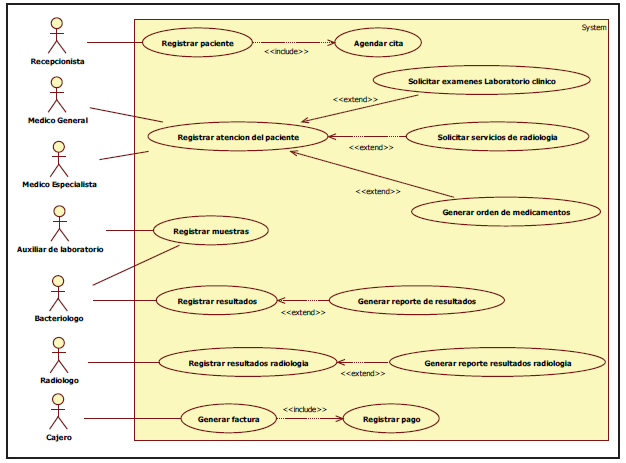 System
Registrar paciente
Agendar cita
<<include>>
Recepcionista
Solicitar examenes Laboratorio clinico
<<extend>>
Medico General
Registrar atencion del paciente
Solicitar servicios de radiologia
<<extend>>
Medico Especialista
<<extend>>
Generar orden de medicamentos
Registrar muestras
Auxiliar de laboratorio
Registrar resultados
Generar reporte de resultados
<<extend>>
Bacteriologo
Registrar resultados radiologia
Generar reporte resultados radiologia
<<extend>>
Radiologo
<<include>>
Generar factura
Registrar pago
Cajero